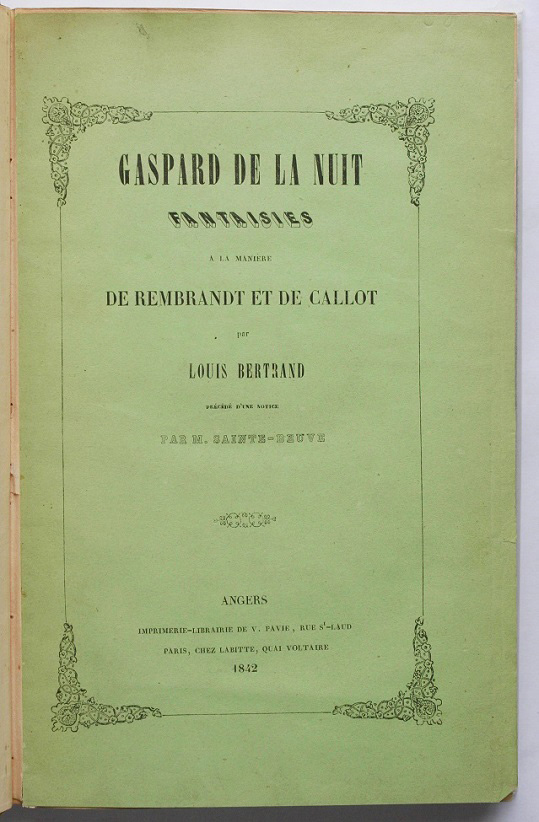 GASPARD DE LA NUIT
FANTAISIES
A LA MANIERE
DE REMBRANDT ET DE CALLOT
par
LOUIS BERTRAND
PRÉCÉDÉ D'UNE NOTICE
PAR M. SAINTE-BEUVE
ANGERS
IMPRIMERIE-LIBRAIRIE DE V. PAVIE, RUE St-LAUD
PARIS, CHEZ LABITTE, QUAI VOLTAIRE
1842